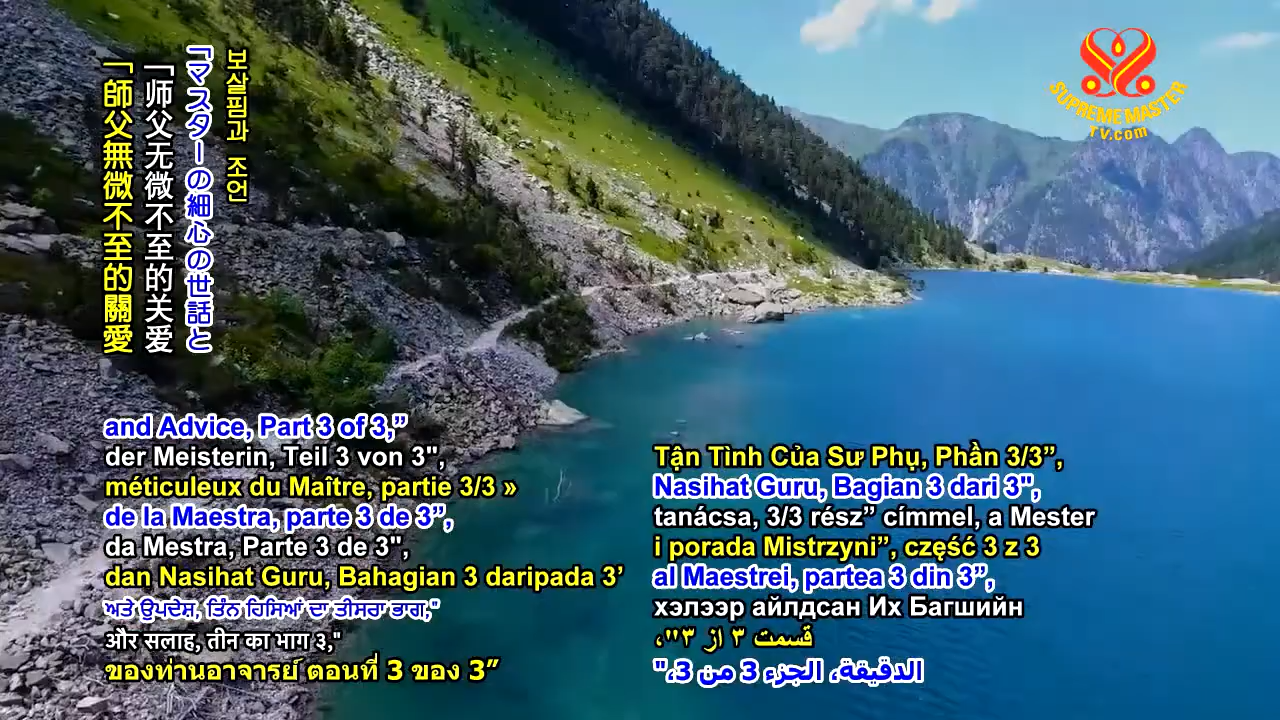 보살핌과 조언
「マスターの細心の世話と
「师父无微不至的关爱
「師父無微不至的關愛
SUPREME MASTER
TV.com
and Advice, Part 3 of 3,”
der Meisterin, Teil 3 von 3",
méticuleux du Maître, partie 3/3 »
de la Maestra, parte 3 de 3”,
da Mestra, Parte 3 de 3",
dan Nasihat Guru, Bahagian 3 daripada 3’
ਅਤੇ ਉਪਦੇਸ਼, ਤਿੰਨ ਹਿਸਿਆਂ ਦਾ ਤੀਸਰਾ ਭਾਗ,"
और सलाह, तीन का भाग ३,"
ของท่านอาจารย์ ตอนที่ 3 ของ 3”
Tận Tình Của Sư Phụ, Phần 3/3”,
Nasihat Guru, Bagian 3 dari 3",
tanácsa, 3/3 rész” címmel, a Mester
i porada Mistrzyni”, część 3 z 3
al Maestrei, partea 3 din 3”,
хэлээр айлдсан Их Багшийн
قسمت ۳ از ۳"،
الدقيقة، الجزء 3 من 3،"